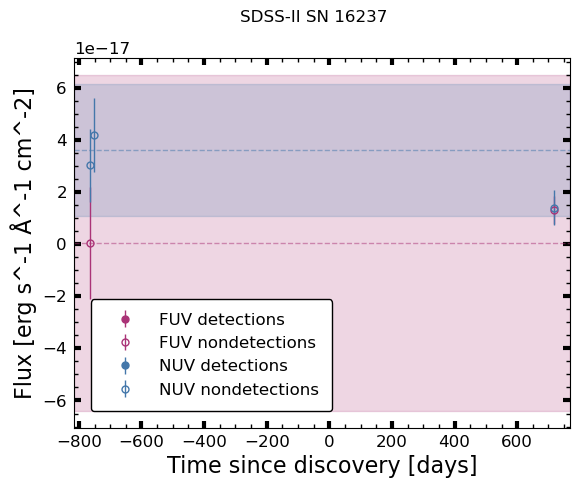 SDSS-II SN 16237
1e−17
Flux [erg s^-1 Å^-1 cm^-2]
6
4
2
0
−2
−4
−6
FUV detections
FUV nondetections
NUV detections
NUV nondetections
−800 −600 −400 −200 0 200 400 600
Time since discovery [days]